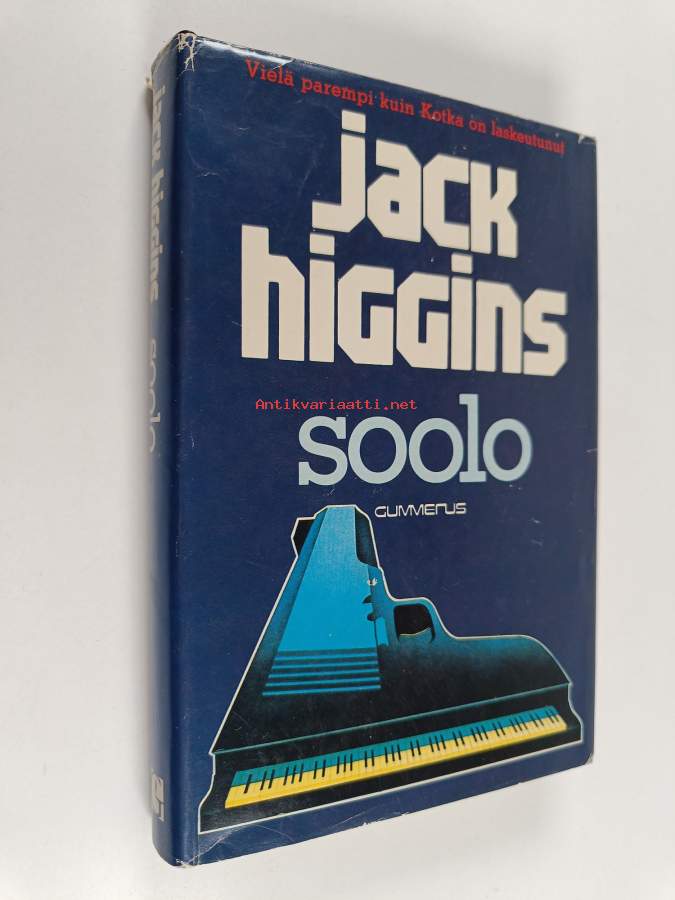 Vielä parempi kuin Kotka on laskeutunut
jack
higgins
soolo
GUMMERUS
jack higgins soolo
Antikvariaatti.net